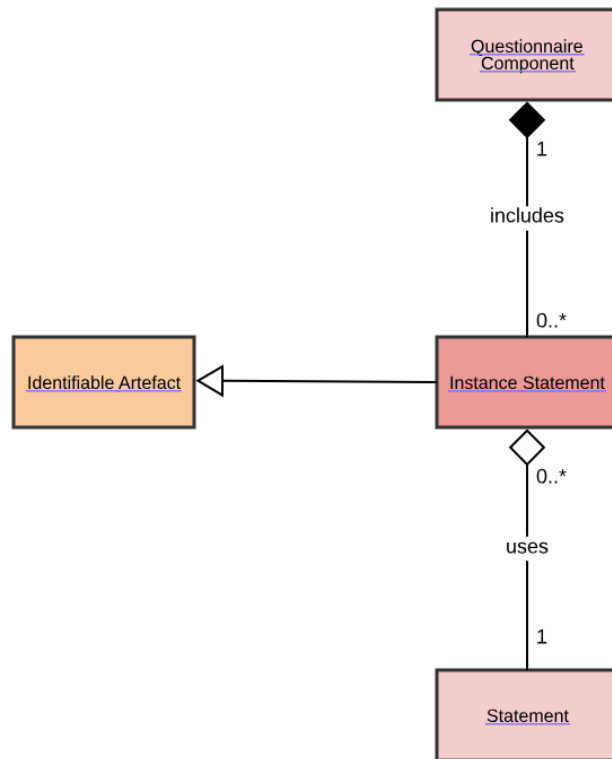 Questionnaire
Component
1
includes
0..*
Identifiable Artefact
Instance Statement
0..*
uses
1
Statement